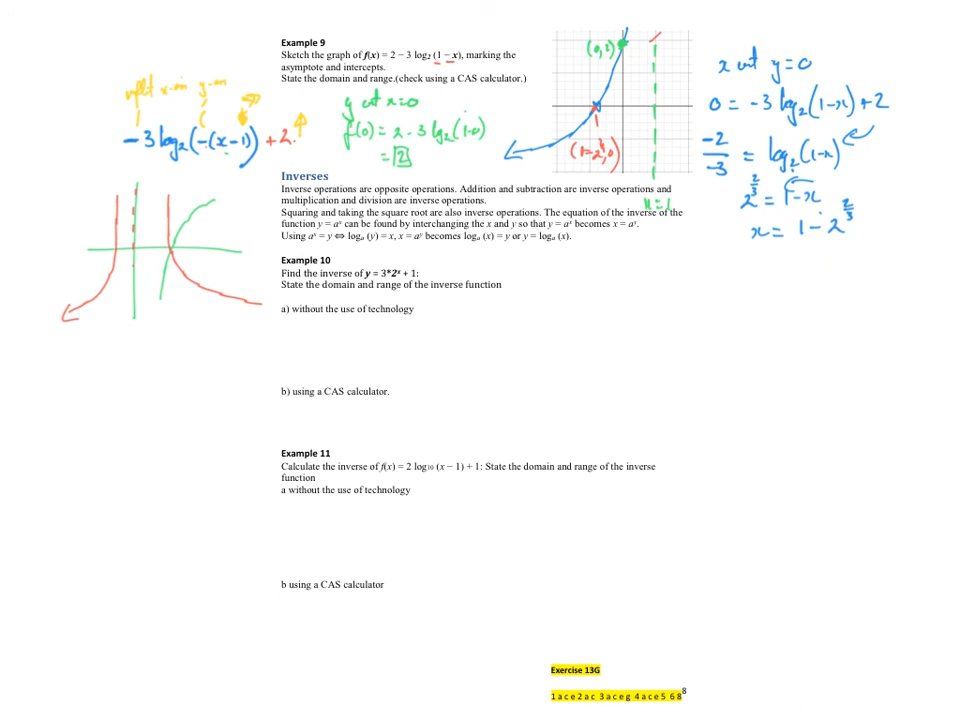 Example 9
Sketch the graph of f(x) = 2 − 3 log₂ (1 − x), marking the
asymptote and intercepts.
State the domain and range.(check using a CAS calculator.)
x-axis y-axis
-3 log₂(-(x-1)) +2
y cut x=0
f(0) = 2 - 3 log₂(1-0)
= 2
(0, 2)
x = 1
x cut y=0
0 = -3 log₂(1-x) +2
-2/-3 = log₂(1-x)
2^(2/3) = 1-x
x = 1 - 2^(2/3)
Inverses
Inverse operations are opposite operations. Addition and subtraction are inverse operations and
multiplication and division are inverse operations.
Squaring and taking the square root are also inverse operations. The equation of the inverse of the
function y = aˣ can be found by interchanging the x and y so that y = aˣ becomes x = aʸ.
Using aˣ = y ⇔ logₐ (y) = x, x = aʸ becomes logₐ (x) = y or y = logₐ (x).
Example 10
Find the inverse of y = 3*2ˣ + 1:
State the domain and range of the inverse function
a) without the use of technology
b) using a CAS calculator.
Example 11
Calculate the inverse of f(x) = 2 log₁₀ (x − 1) + 1: State the domain and range of the inverse
function
a without the use of technology
b using a CAS calculator
Exercise 13G
1 a c e 2 a c 3 a c e g 4 a c e 5 6 8
8